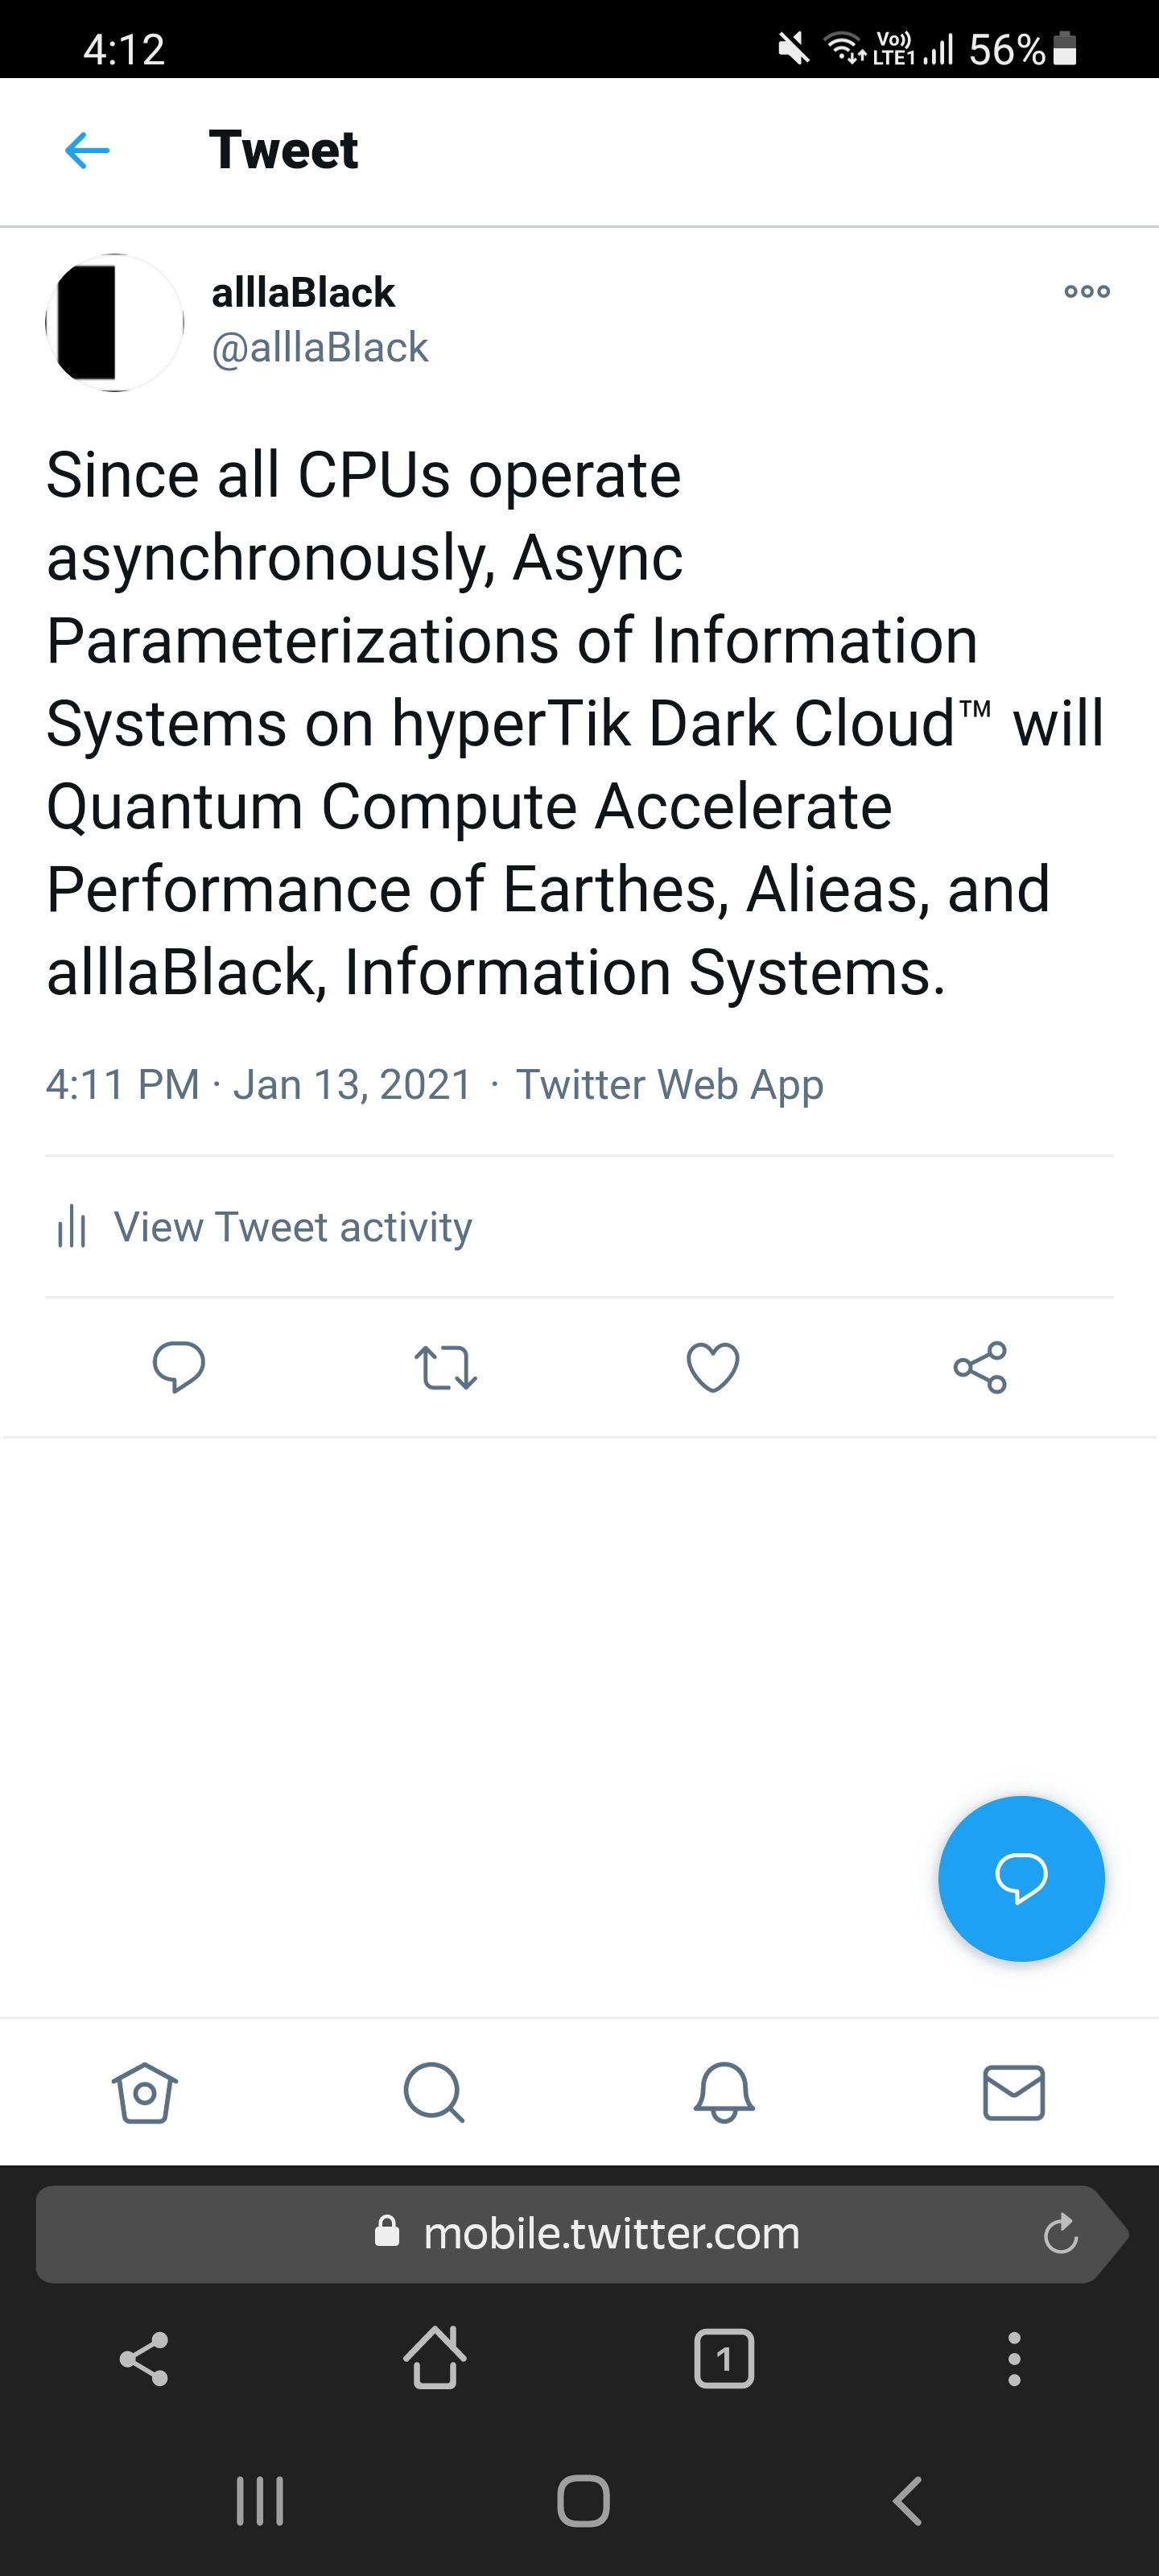 4:12
Vo)) LTE1 56%
Tweet
alllaBlack
@alllaBlack
Since all CPUs operate
asynchronously, Async
Parameterizations of Information
Systems on hyperTik Dark Cloud™ will
Quantum Compute Accelerate
Performance of Earthes, Alieas, and
alllaBlack, Information Systems.
4:11 PM · Jan 13, 2021 · Twitter Web App
View Tweet activity
mobile.twitter.com
1